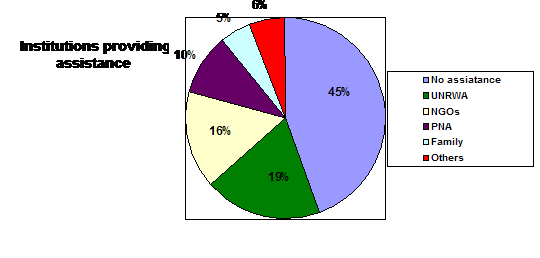 6%
5%
Institutions providing
assistance
10%
45%
16%
19%
No assiatance
UNRWA
NGOs
PNA
Family
Others